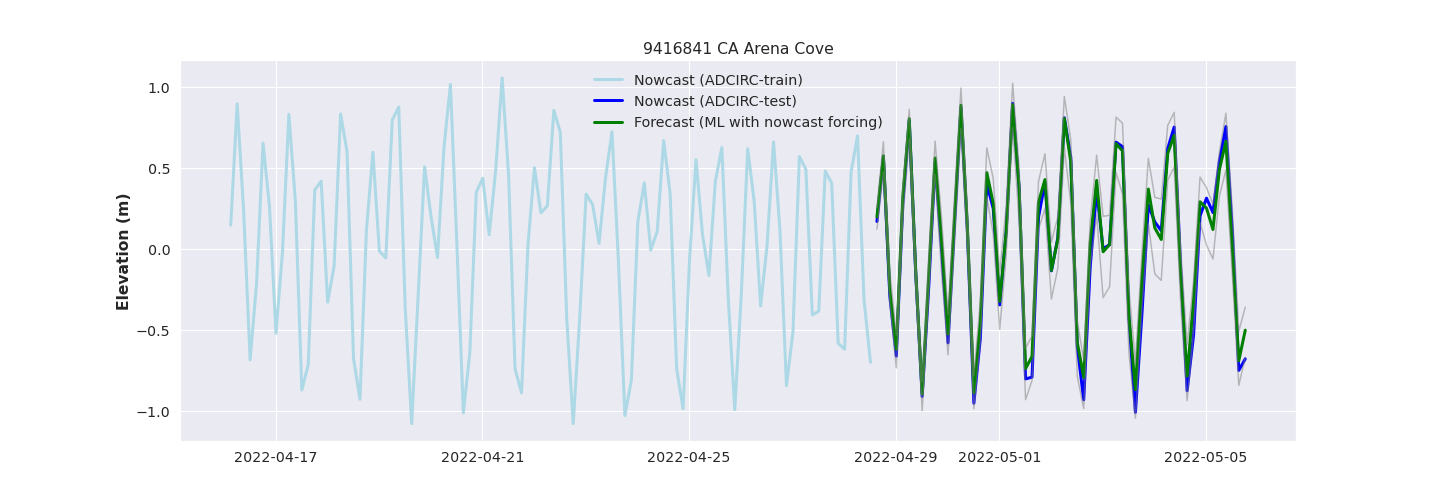 9416841 CA Arena Cove
Nowcast (ADCIRC-train)
Nowcast (ADCIRC-test)
Forecast (ML with nowcast forcing)
Elevation (m)
1.0
0.5
0.0
−0.5
−1.0
2022-04-17
2022-04-21
2022-04-25
2022-04-29
2022-05-01
2022-05-05